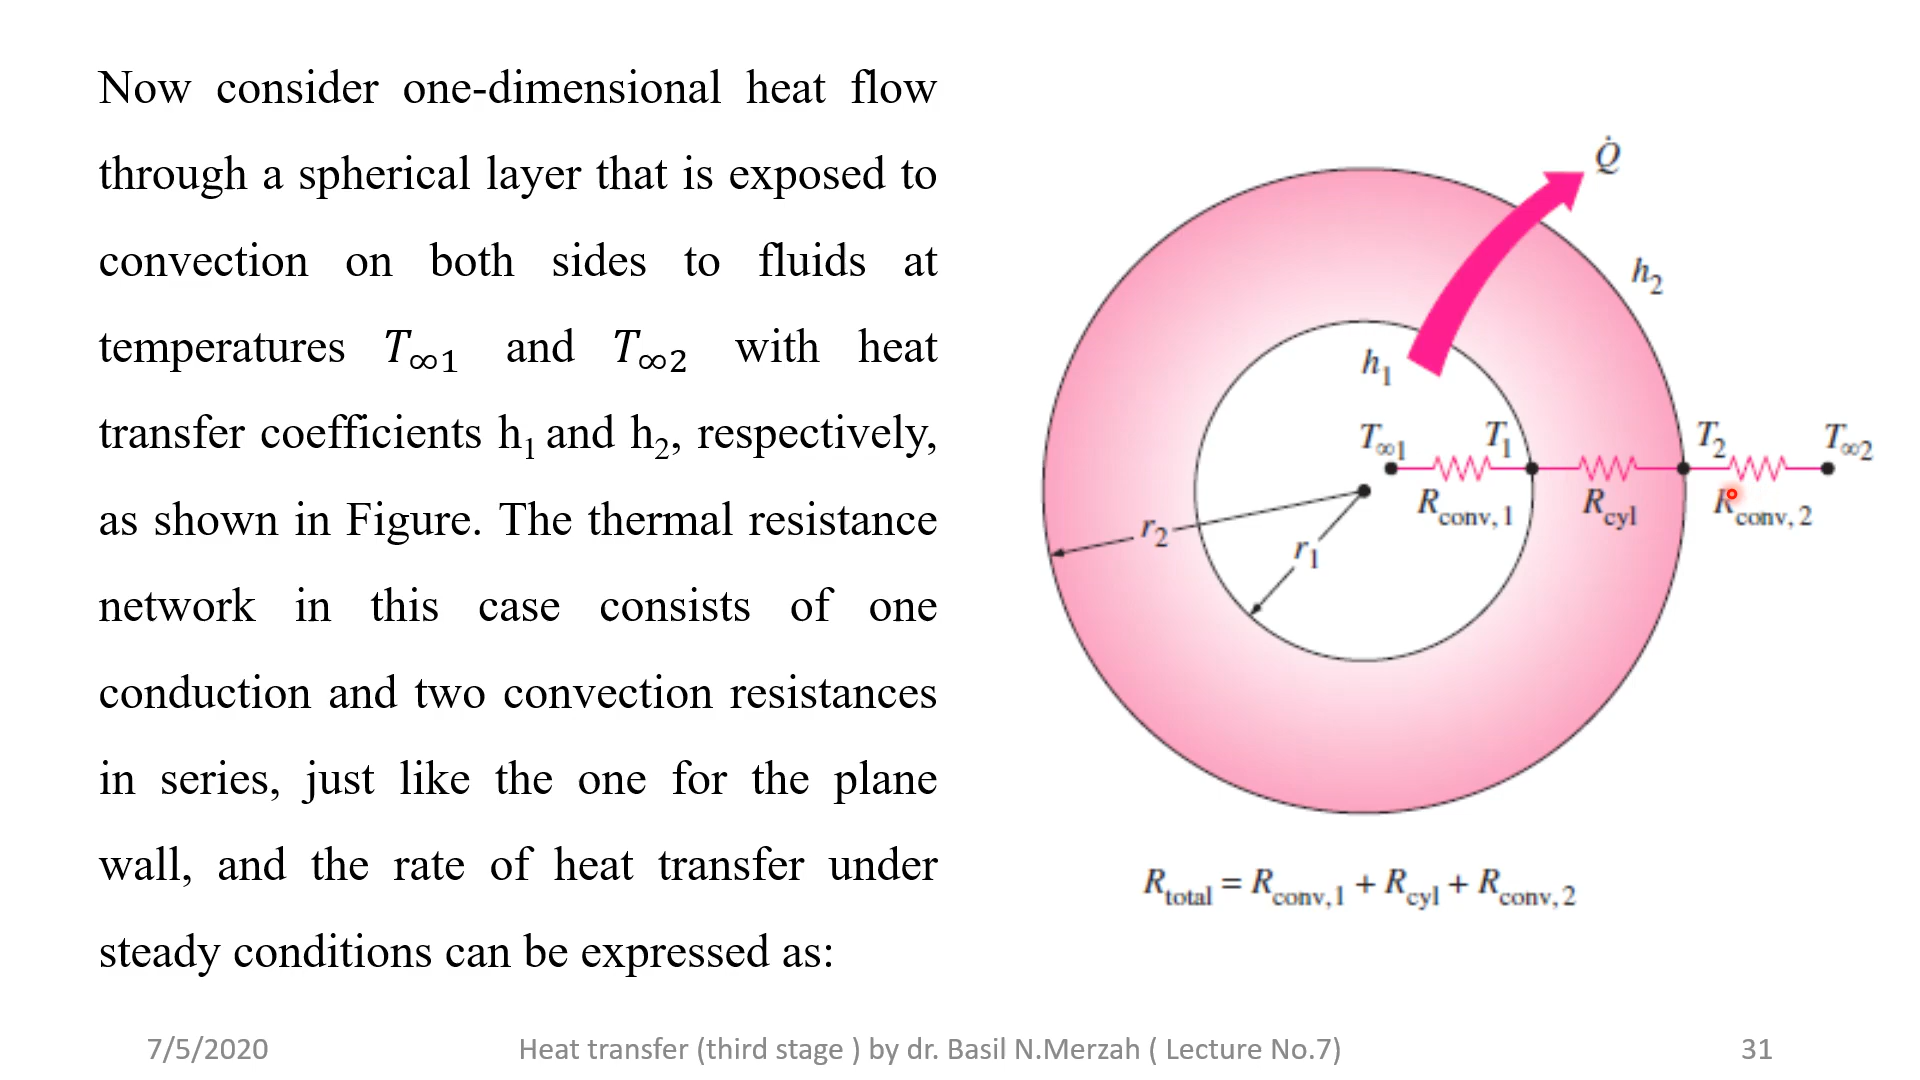 Now consider one-dimensional heat flow
through a spherical layer that is exposed to
convection on both sides to fluids at
temperatures T∞1 and T∞2 with heat
transfer coefficients h1 and h2, respectively,
as shown in Figure. The thermal resistance
network in this case consists of one
conduction and two convection resistances
in series, just like the one for the plane
wall, and the rate of heat transfer under
steady conditions can be expressed as:
Q̇
h2
h1
T∞1 T1 T2 T∞2
Rconv, 1 Rcyl Rconv, 2
r2
r1
Rtotal = Rconv, 1 + Rcyl + Rconv, 2
7/5/2020 Heat transfer (third stage ) by dr. Basil N.Merzah ( Lecture No.7) 31